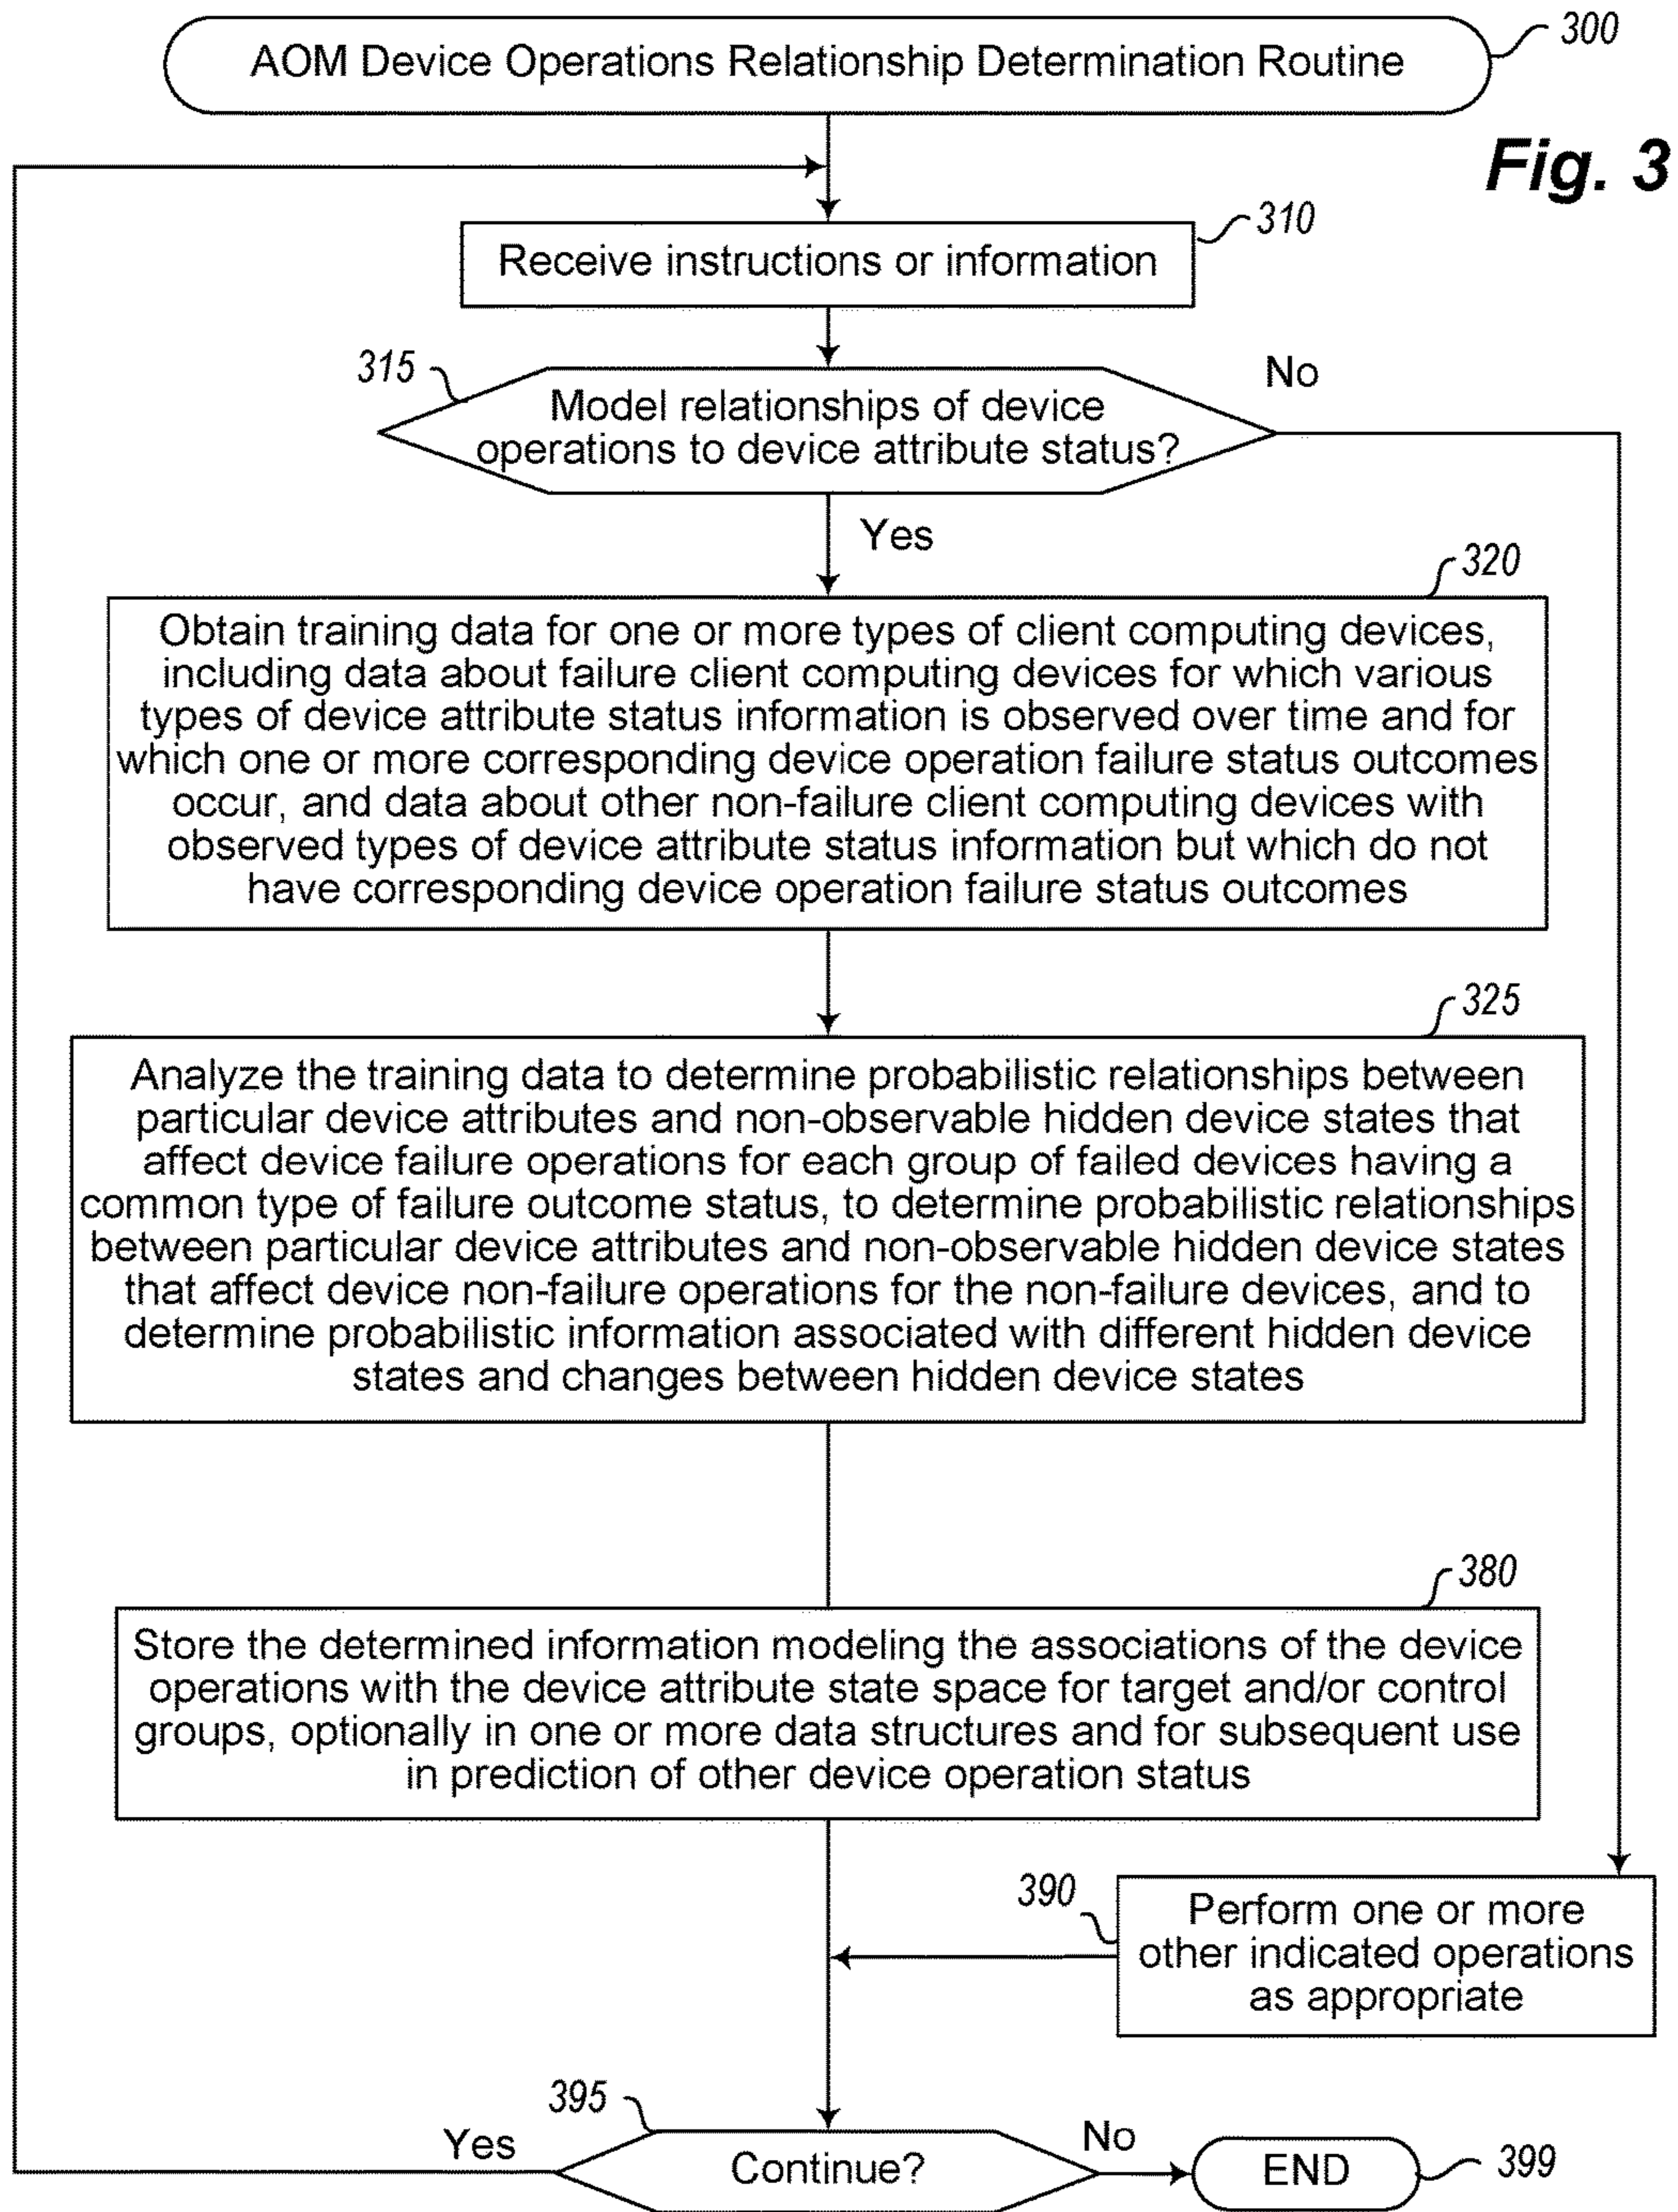 AOM Device Operations Relationship Determination Routine
300
Fig. 3
310
Receive instructions or information
315
No
Model relationships of device
operations to device attribute status?
Yes
320
Obtain training data for one or more types of client computing devices,
including data about failure client computing devices for which various
types of device attribute status information is observed over time and for
which one or more corresponding device operation failure status outcomes
occur, and data about other non-failure client computing devices with
observed types of device attribute status information but which do not
have corresponding device operation failure status outcomes
325
Analyze the training data to determine probabilistic relationships between
particular device attributes and non-observable hidden device states that
affect device failure operations for each group of failed devices having a
common type of failure outcome status, to determine probabilistic relationships
between particular device attributes and non-observable hidden device states
that affect device non-failure operations for the non-failure devices, and to
determine probabilistic information associated with different hidden device
states and changes between hidden device states
380
Store the determined information modeling the associations of the device
operations with the device attribute state space for target and/or control
groups, optionally in one or more data structures and for subsequent use
in prediction of other device operation status
390
Perform one or more
other indicated operations
as appropriate
395
Yes
Continue?
No
END
399